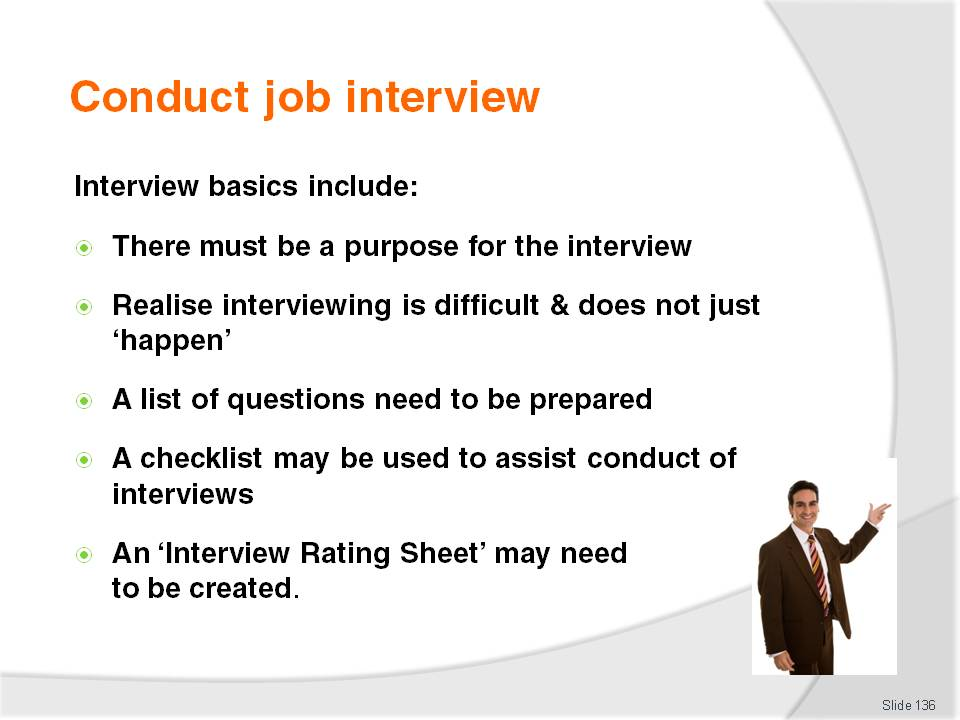 Conduct job interview
Interview basics include:
There must be a purpose for the interview
Realise interviewing is difficult & does not just
‘happen’
A list of questions need to be prepared
A checklist may be used to assist conduct of
interviews
An ‘Interview Rating Sheet’ may need
to be created.
Slide 136